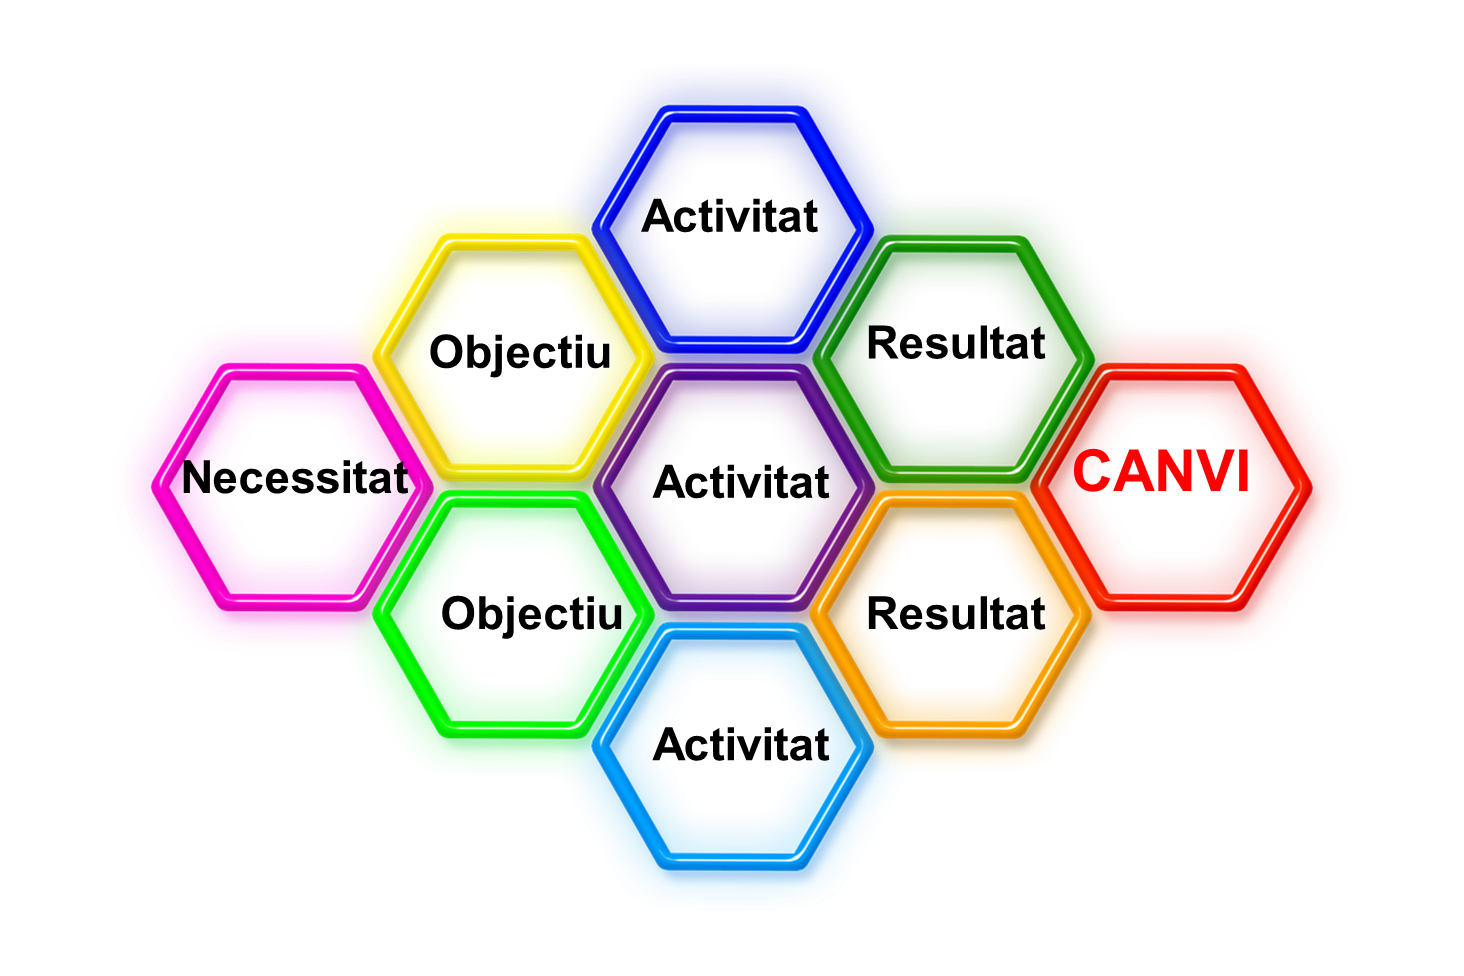 Activitat
Objectiu
Resultat
Necessitat
Activitat
CANVI
Objectiu
Resultat
Activitat